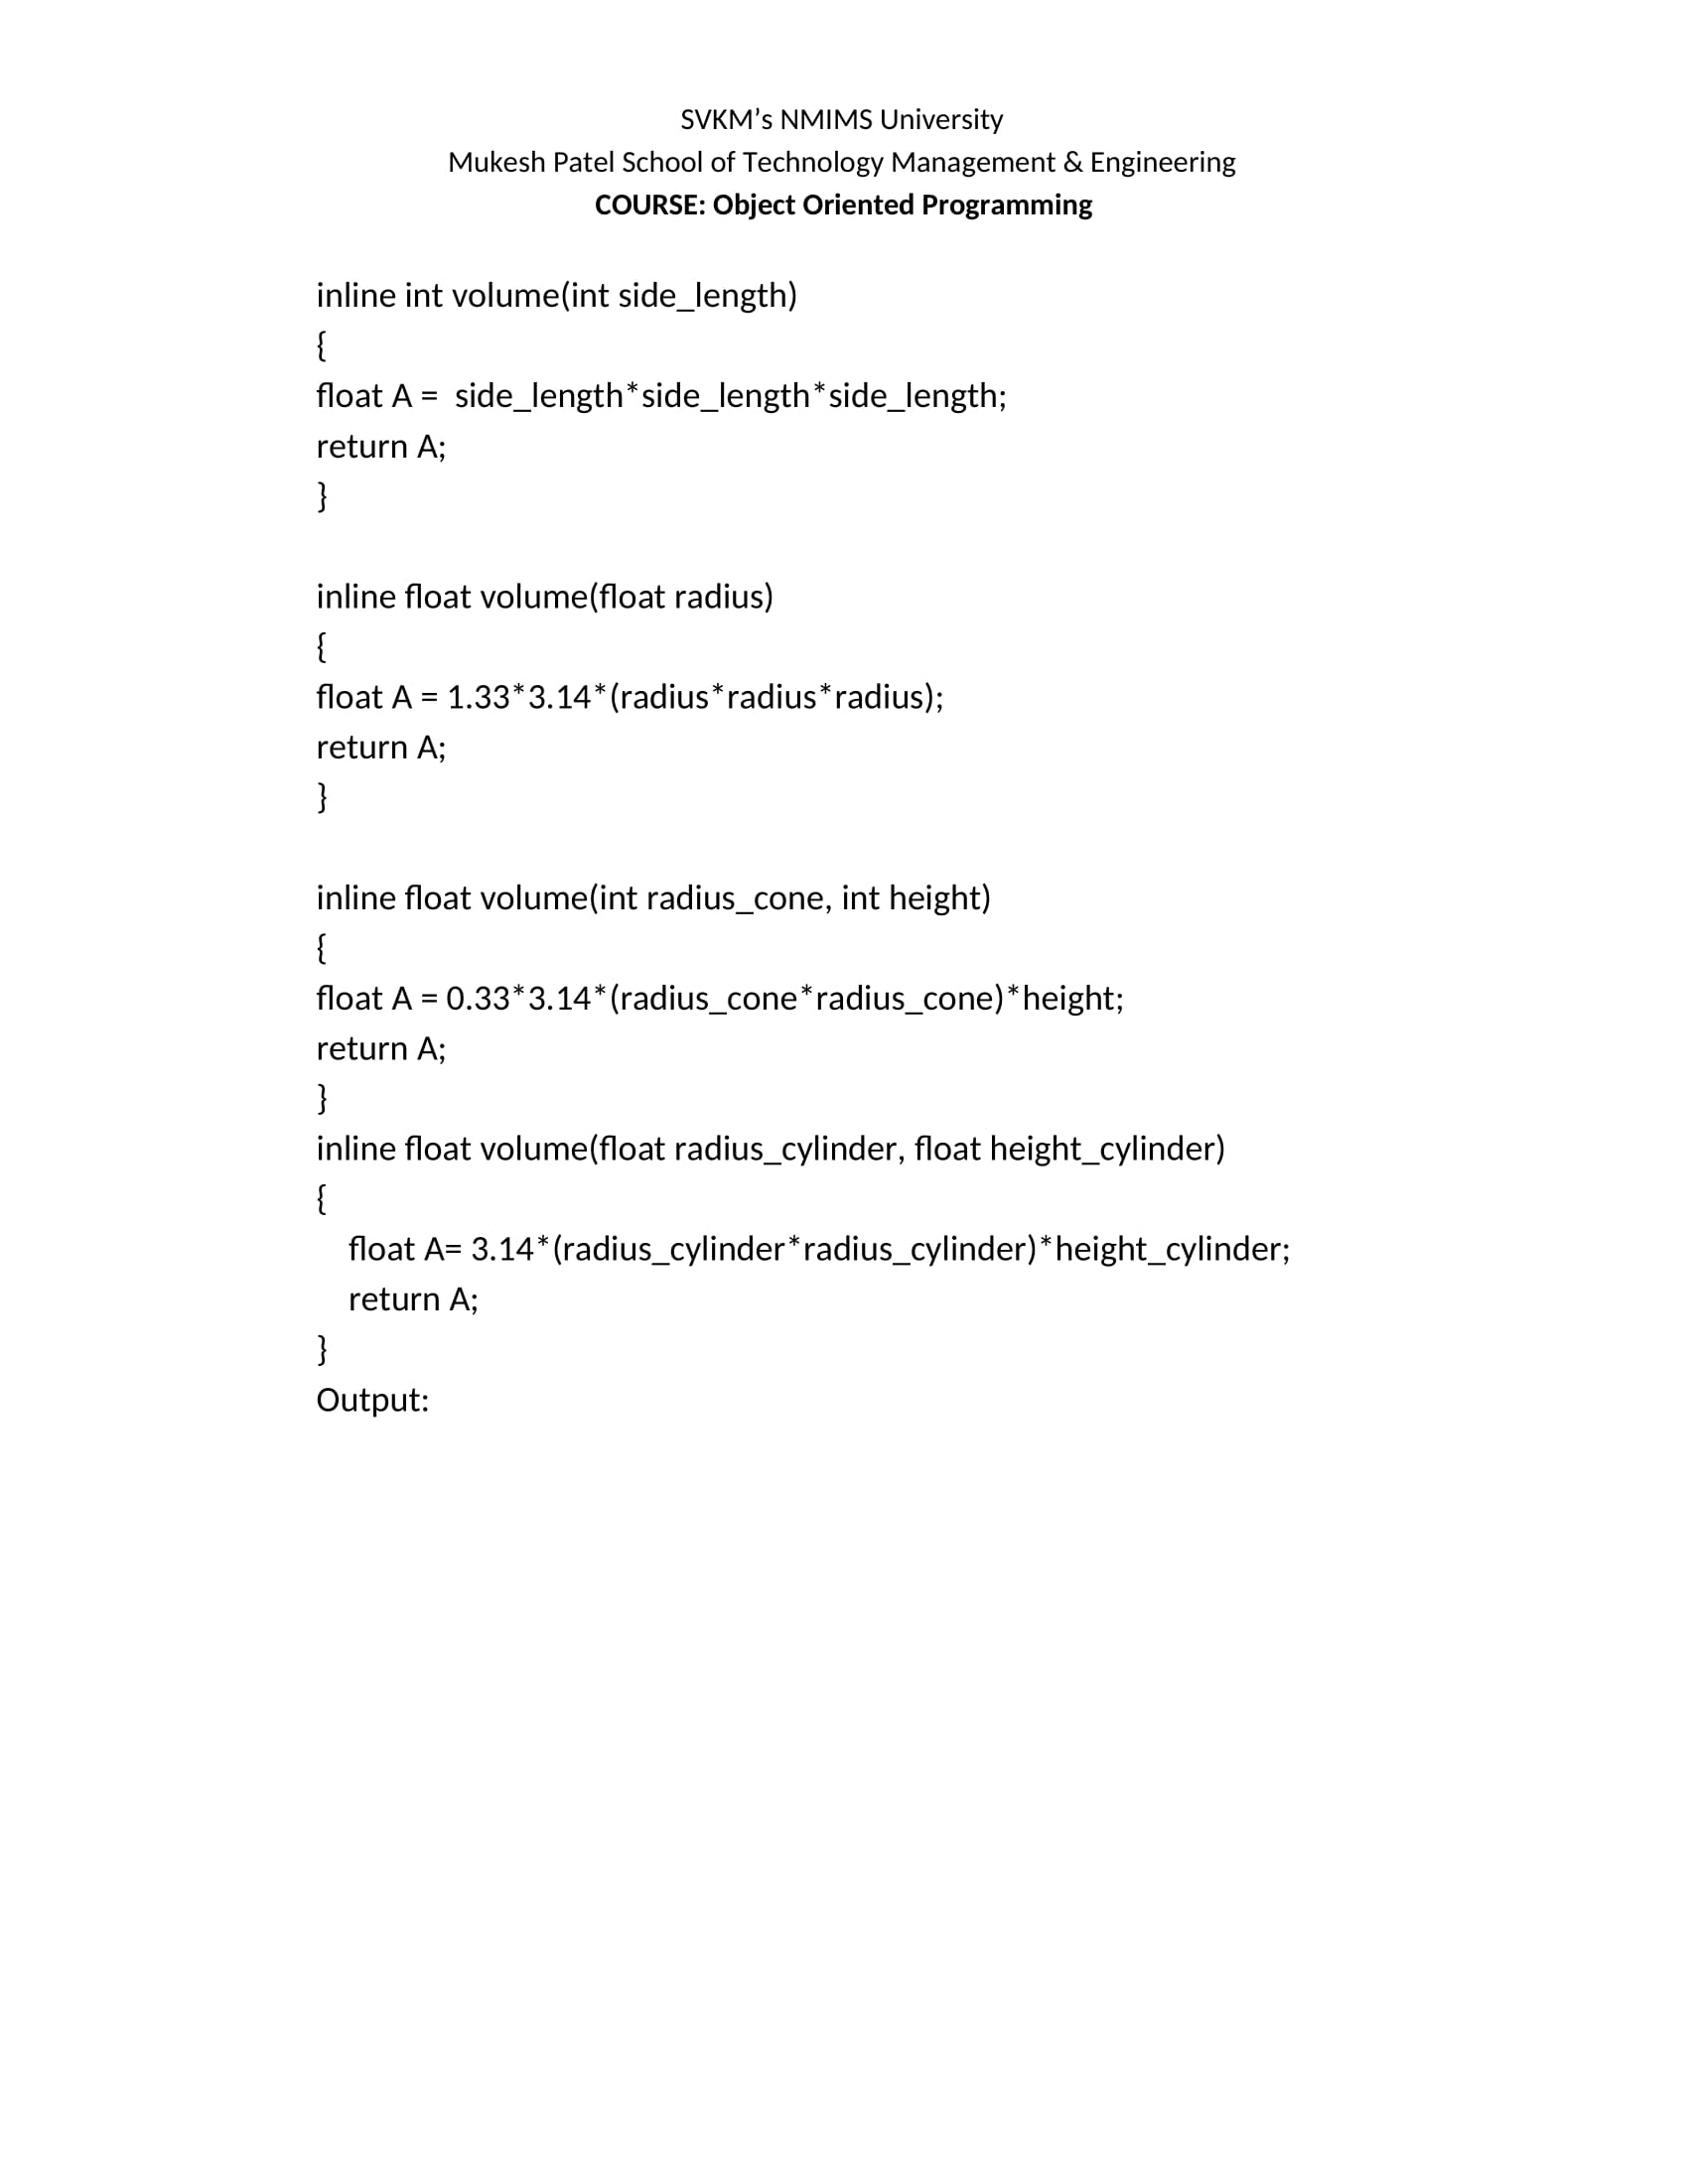 SVKM’s NMIMS University
Mukesh Patel School of Technology Management & Engineering
COURSE: Object Oriented Programming
inline int volume(int side_length)
{
float A =  side_length*side_length*side_length;
return A;
}
inline float volume(float radius)
{
float A = 1.33*3.14*(radius*radius*radius);
return A;
}
inline float volume(int radius_cone, int height)
{
float A = 0.33*3.14*(radius_cone*radius_cone)*height;
return A;
}
inline float volume(float radius_cylinder, float height_cylinder)
{
float A= 3.14*(radius_cylinder*radius_cylinder)*height_cylinder;
return A;
}
Output: